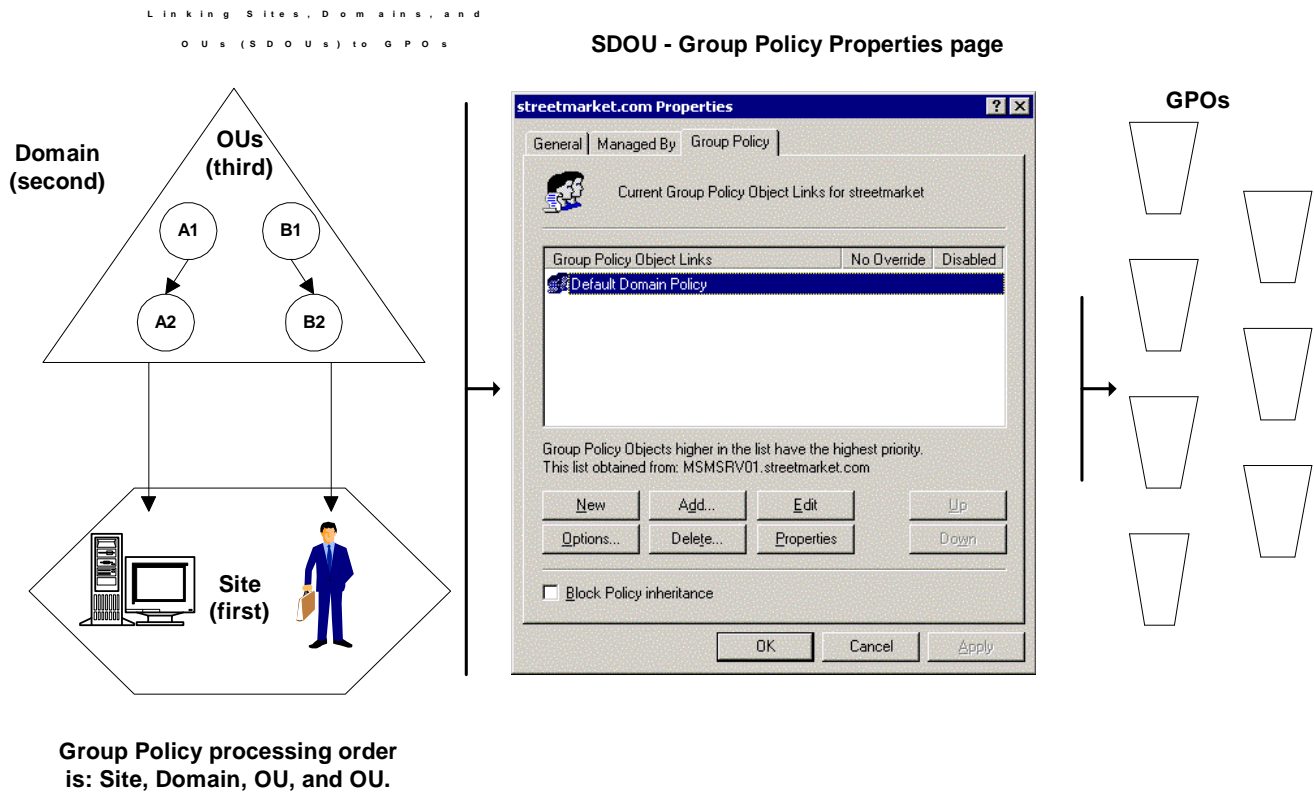 Linking Sites, Domains, and
OUs (SDOUs) to GPOs
SDOU - Group Policy Properties page
GPOs
Domain
(second)
OUs
(third)
A1
B1
A2
B2
Site
(first)
Group Policy processing order
is: Site, Domain, OU, and OU.
streetmarket.com Properties
General
Managed By
Group Policy
Current Group Policy Object Links for streetmarket
Group Policy Object Links
No Override
Disabled
Default Domain Policy
Group Policy Objects higher in the list have the highest priority.
This list obtained from: MSMSRV01.streetmarket.com
New
Add...
Edit
Up
Options...
Delete...
Properties
Down
Block Policy inheritance
OK
Cancel
Apply